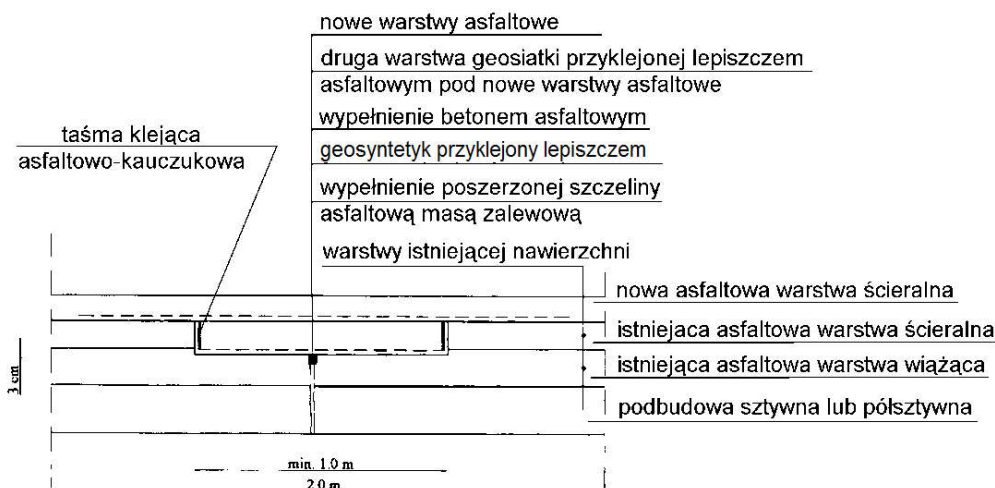 nowe warstwy asfaltowe
druga warstwa geosiatki przyklejonej lepiszczem
asfaltowym pod nowe warstwy asfaltowe
wypełnienie betonem asfaltowym
taśma klejąca
asfaltowo-kauczukowa
geosyntetyk przyklejony lepiszczem
wypełnienie poszerzonej szczeliny
asfaltową masą zalewową
warstwy istniejącej nawierzchni
nowa asfaltowa warstwa ścieralna
istniejaca asfaltowa warstwa ścieralna
istniejąca asfaltowa warstwa wiążąca
podbudowa sztywna lub półsztywna
3 cm
min. 1.0 m
2.0 m